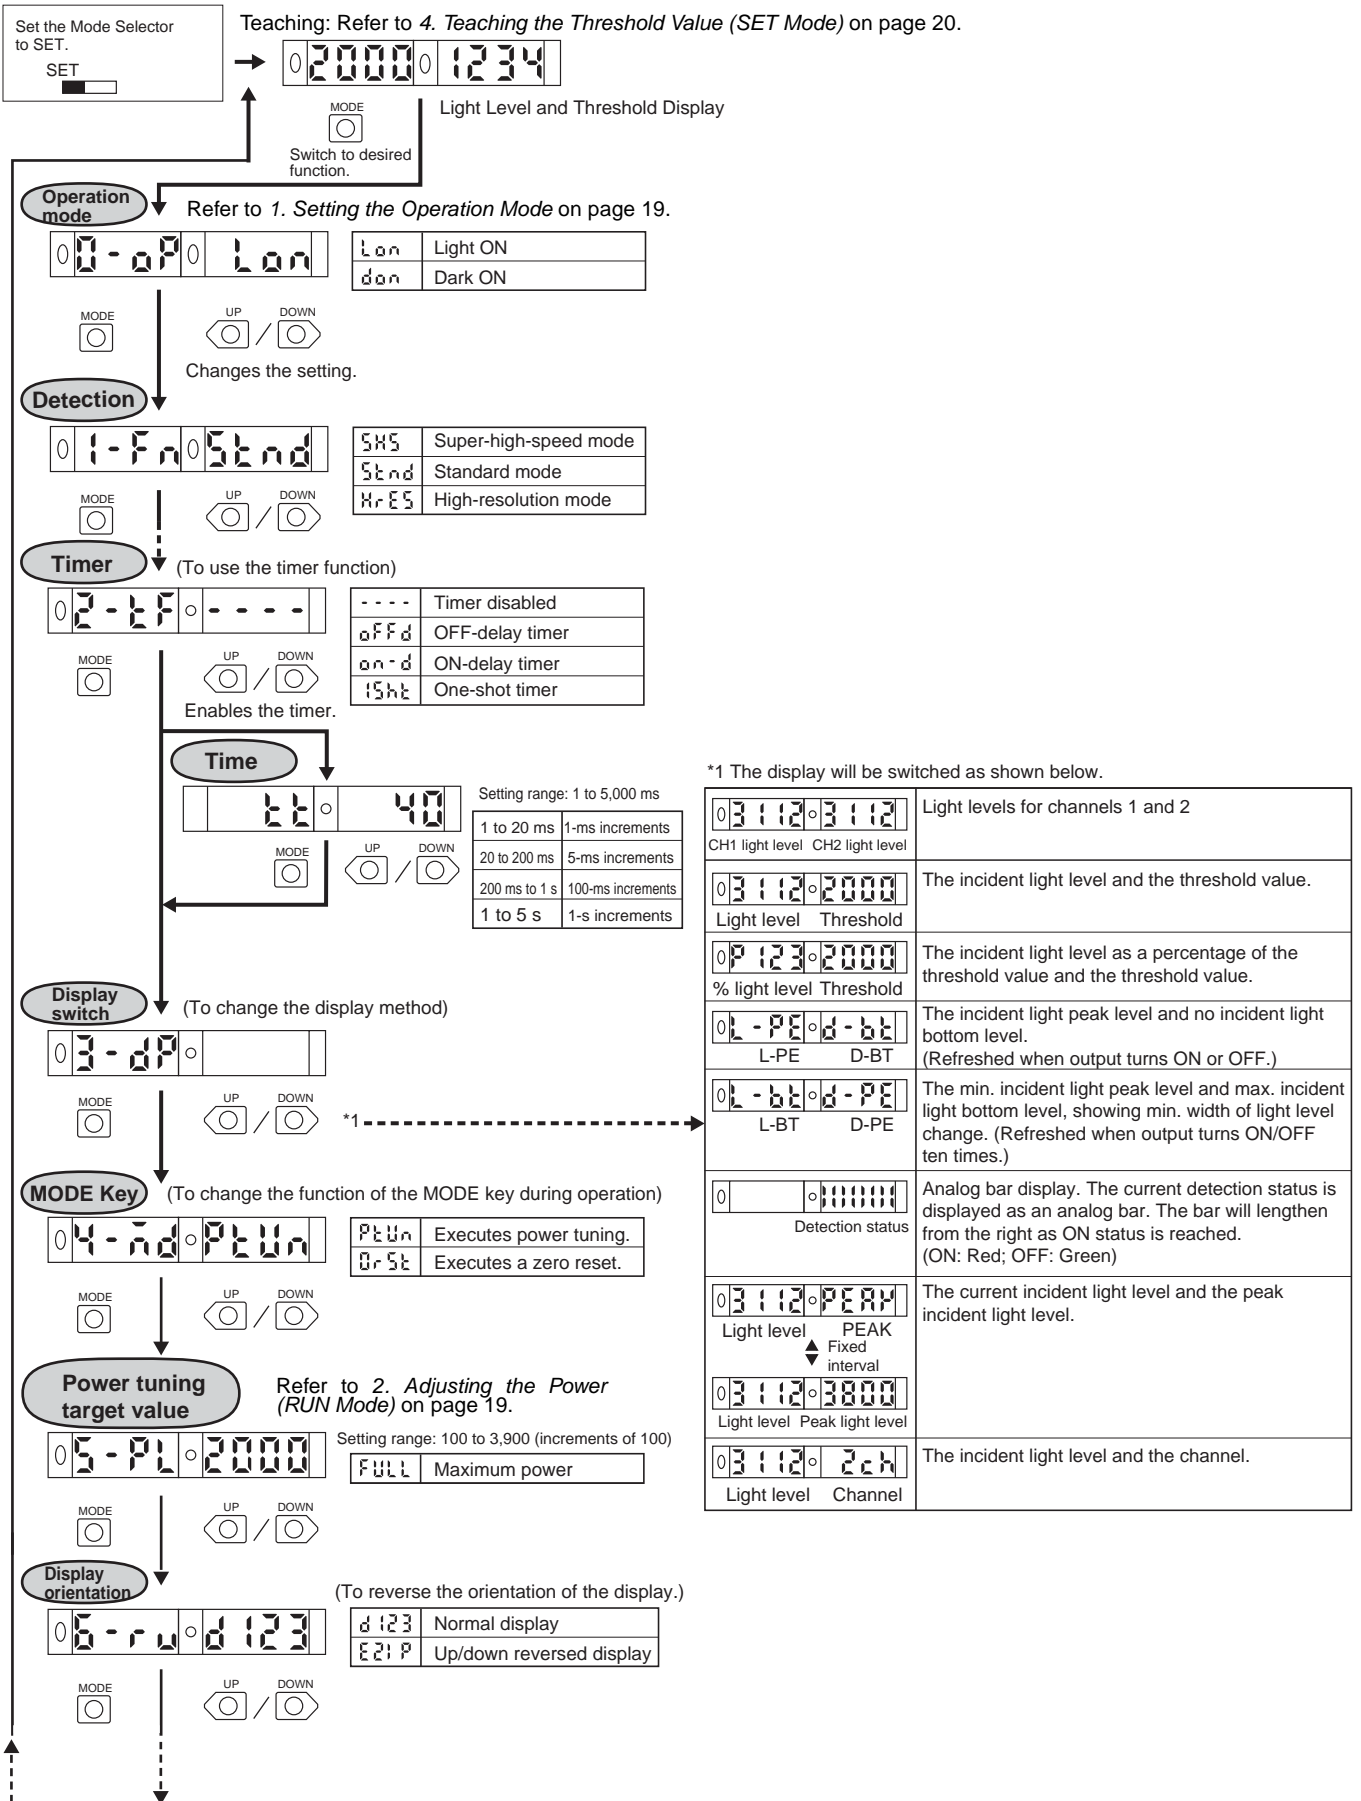 Set the Mode Selector
to SET.
SET
Teaching: Refer to 4. Teaching the Threshold Value (SET Mode) on page 20.
2000 1234
MODE
Light Level and Threshold Display
Switch to desired
function.
Operation
mode
Refer to 1. Setting the Operation Mode on page 19.
0-oP Lon
Lon Light ON
don Dark ON
MODE
UP / DOWN
Changes the setting.
Detection
1-Fn Stnd
SHS Super-high-speed mode
Stnd Standard mode
HrES High-resolution mode
MODE
UP / DOWN
Timer
(To use the timer function)
2-tF ----
---- Timer disabled
oFFd OFF-delay timer
on-d ON-delay timer
1Sht One-shot timer
MODE
UP / DOWN
Enables the timer.
Time
tt 40
Setting range: 1 to 5,000 ms
1 to 20 ms 1-ms increments
20 to 200 ms 5-ms increments
200 ms to 1 s 100-ms increments
1 to 5 s 1-s increments
MODE
UP / DOWN
Display
switch
(To change the display method)
3-dP
MODE
UP / DOWN
*1
MODE Key
(To change the function of the MODE key during operation)
4-md PtUn
PtUn Executes power tuning.
0rSt Executes a zero reset.
MODE
UP / DOWN
Power tuning
target value
Refer to 2. Adjusting the Power
(RUN Mode) on page 19.
5-PL 2000
Setting range: 100 to 3,900 (increments of 100)
FULL Maximum power
MODE
UP / DOWN
Display
orientation
(To reverse the orientation of the display.)
6-ru d123
d123 Normal display
E21P Up/down reversed display
MODE
UP / DOWN
*1 The display will be switched as shown below.
3112 3112
CH1 light level CH2 light level
Light levels for channels 1 and 2
3112 2000
Light level Threshold
The incident light level and the threshold value.
P123 2000
% light level Threshold
The incident light level as a percentage of the
threshold value and the threshold value.
L-PE d-bt
L-PE D-BT
The incident light peak level and no incident light
bottom level.
(Refreshed when output turns ON or OFF.)
L-bt d-PE
L-BT D-PE
The min. incident light peak level and max. incident
light bottom level, showing min. width of light level
change. (Refreshed when output turns ON/OFF
ten times.)
Detection status
Analog bar display. The current detection status is
displayed as an analog bar. The bar will lengthen
from the right as ON status is reached.
(ON: Red; OFF: Green)
3112 PEAK
Light level PEAK
Fixed
interval
3112 3800
Light level Peak light level
The current incident light level and the peak
incident light level.
3112 2ch
Light level Channel
The incident light level and the channel.